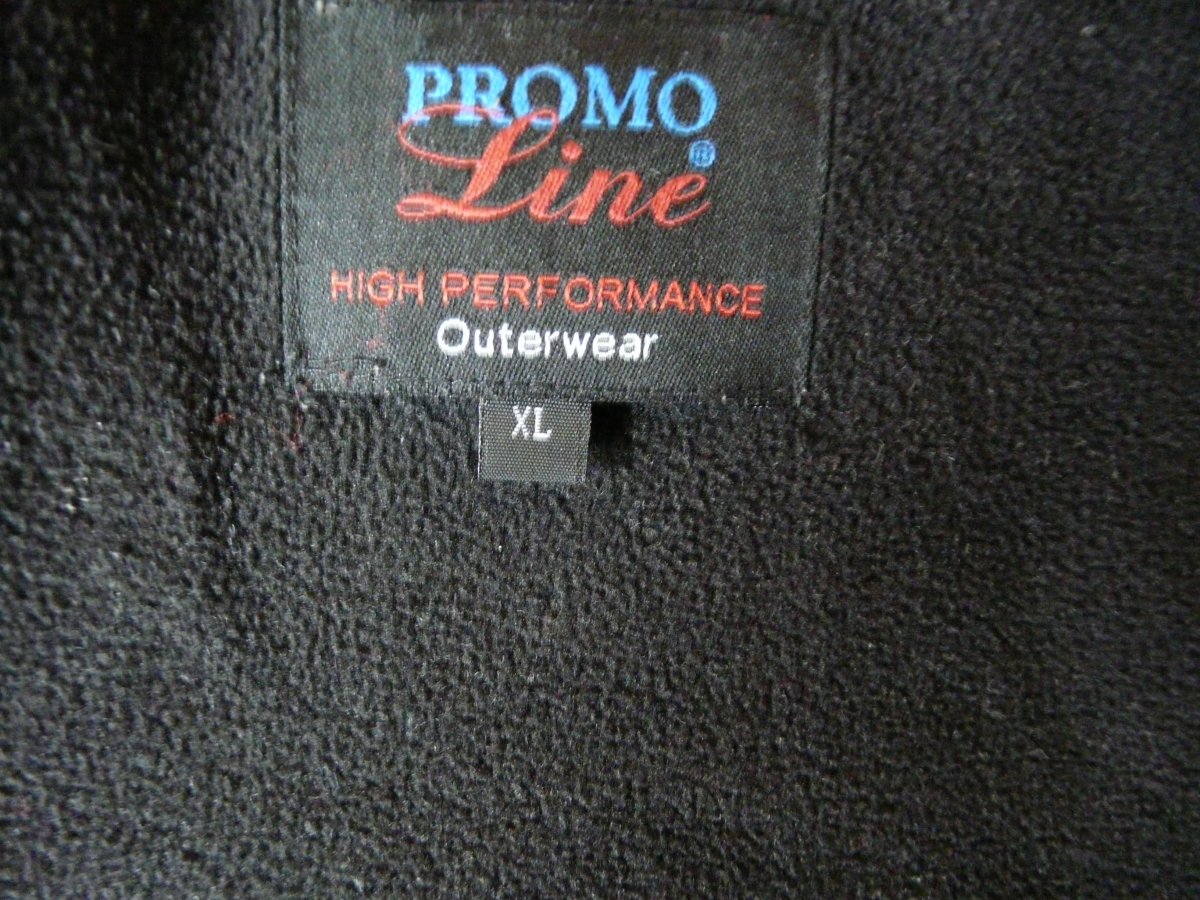 PROMO
Line®
HIGH PERFORMANCE
Outerwear
XL